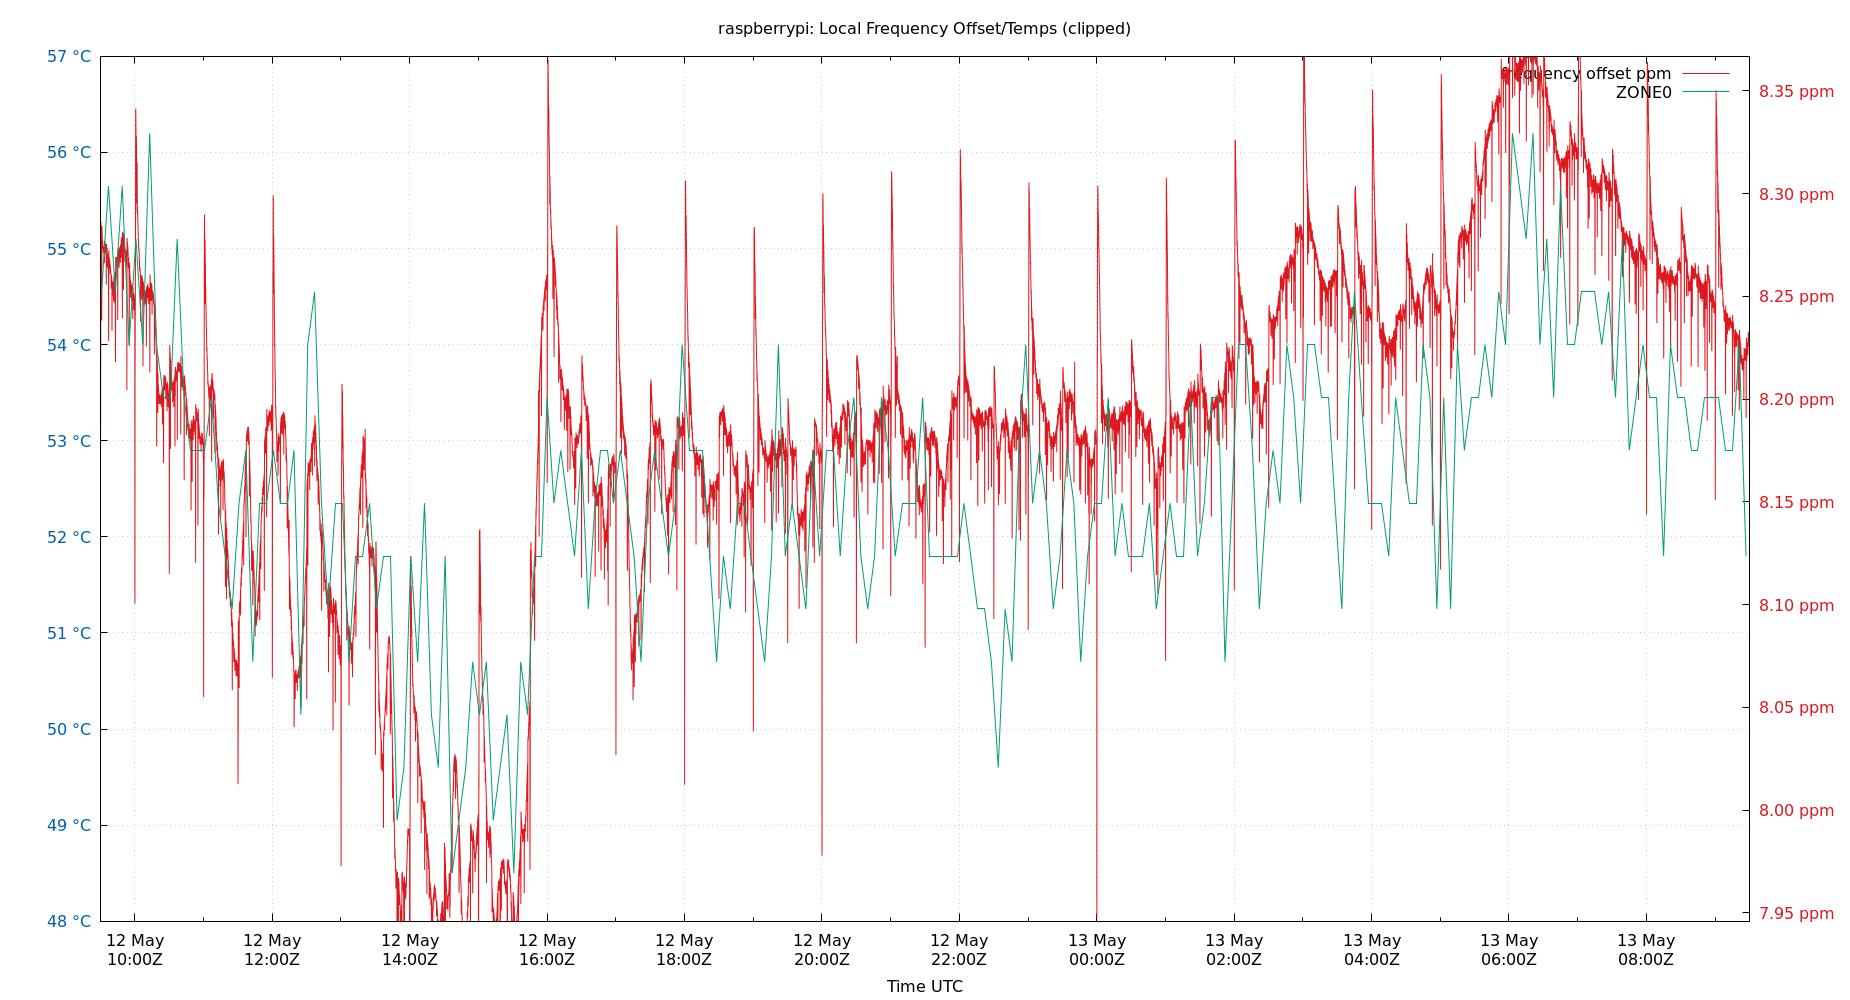 raspberrypi: Local Frequency Offset/Temps (clipped)
57 °C
56 °C
55 °C
54 °C
53 °C
52 °C
51 °C
50 °C
49 °C
48 °C
frequency offset ppm
ZONE0
8.35 ppm
8.30 ppm
8.25 ppm
8.20 ppm
8.15 ppm
8.10 ppm
8.05 ppm
8.00 ppm
7.95 ppm
12 May 12 May 12 May 12 May 12 May 12 May 12 May 13 May 13 May 13 May 13 May 13 May
10:00Z 12:00Z 14:00Z 16:00Z 18:00Z 20:00Z 22:00Z 00:00Z 02:00Z 04:00Z 06:00Z 08:00Z
Time UTC